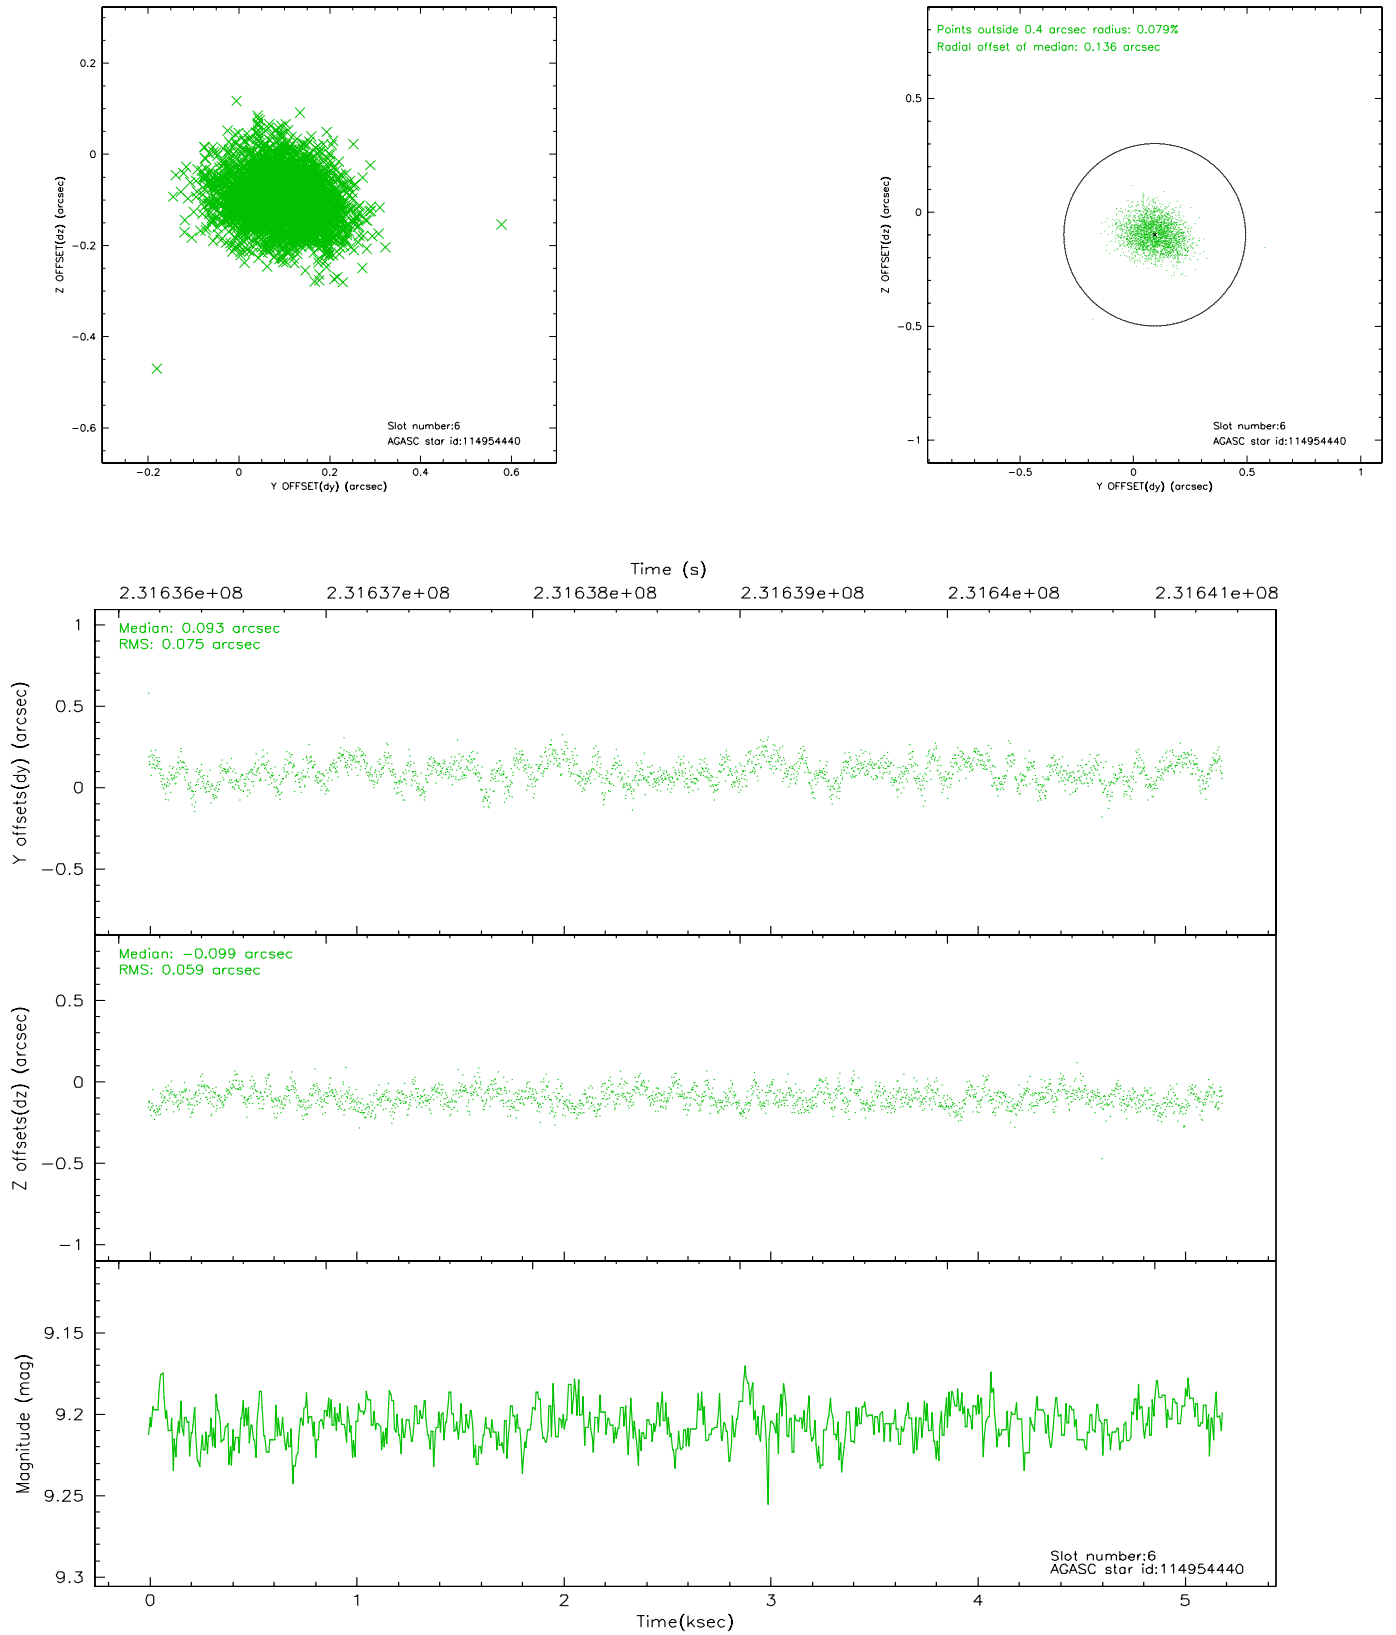 0.2
0
−0.2
−0.4
−0.6
Z OFFSET(dz) (arcsec)
Slot number:6
AGASC star id:114954440
−0.2 0 0.2 0.4 0.6
Y OFFSET(dy) (arcsec)
Points outside 0.4 arcsec radius: 0.079%
Radial offset of median: 0.136 arcsec
0.5
0
−0.5
−1
Z OFFSET(dz) (arcsec)
Slot number:6
AGASC star id:114954440
−0.5 0 0.5 1
Y OFFSET(dy) (arcsec)
Time (s)
2.31636e+08 2.31637e+08 2.31638e+08 2.31639e+08 2.3164e+08 2.31641e+08
Median: 0.093 arcsec
RMS: 0.075 arcsec
1
0.5
0
−0.5
Y offsets(dy) (arcsec)
Median: −0.099 arcsec
RMS: 0.059 arcsec
0.5
0
−0.5
−1
Z offsets(dz) (arcsec)
9.15
9.2
9.25
9.3
Magnitude (mag)
Slot number:6
AGASC star id:114954440
0 1 2 3 4 5
Time(ksec)